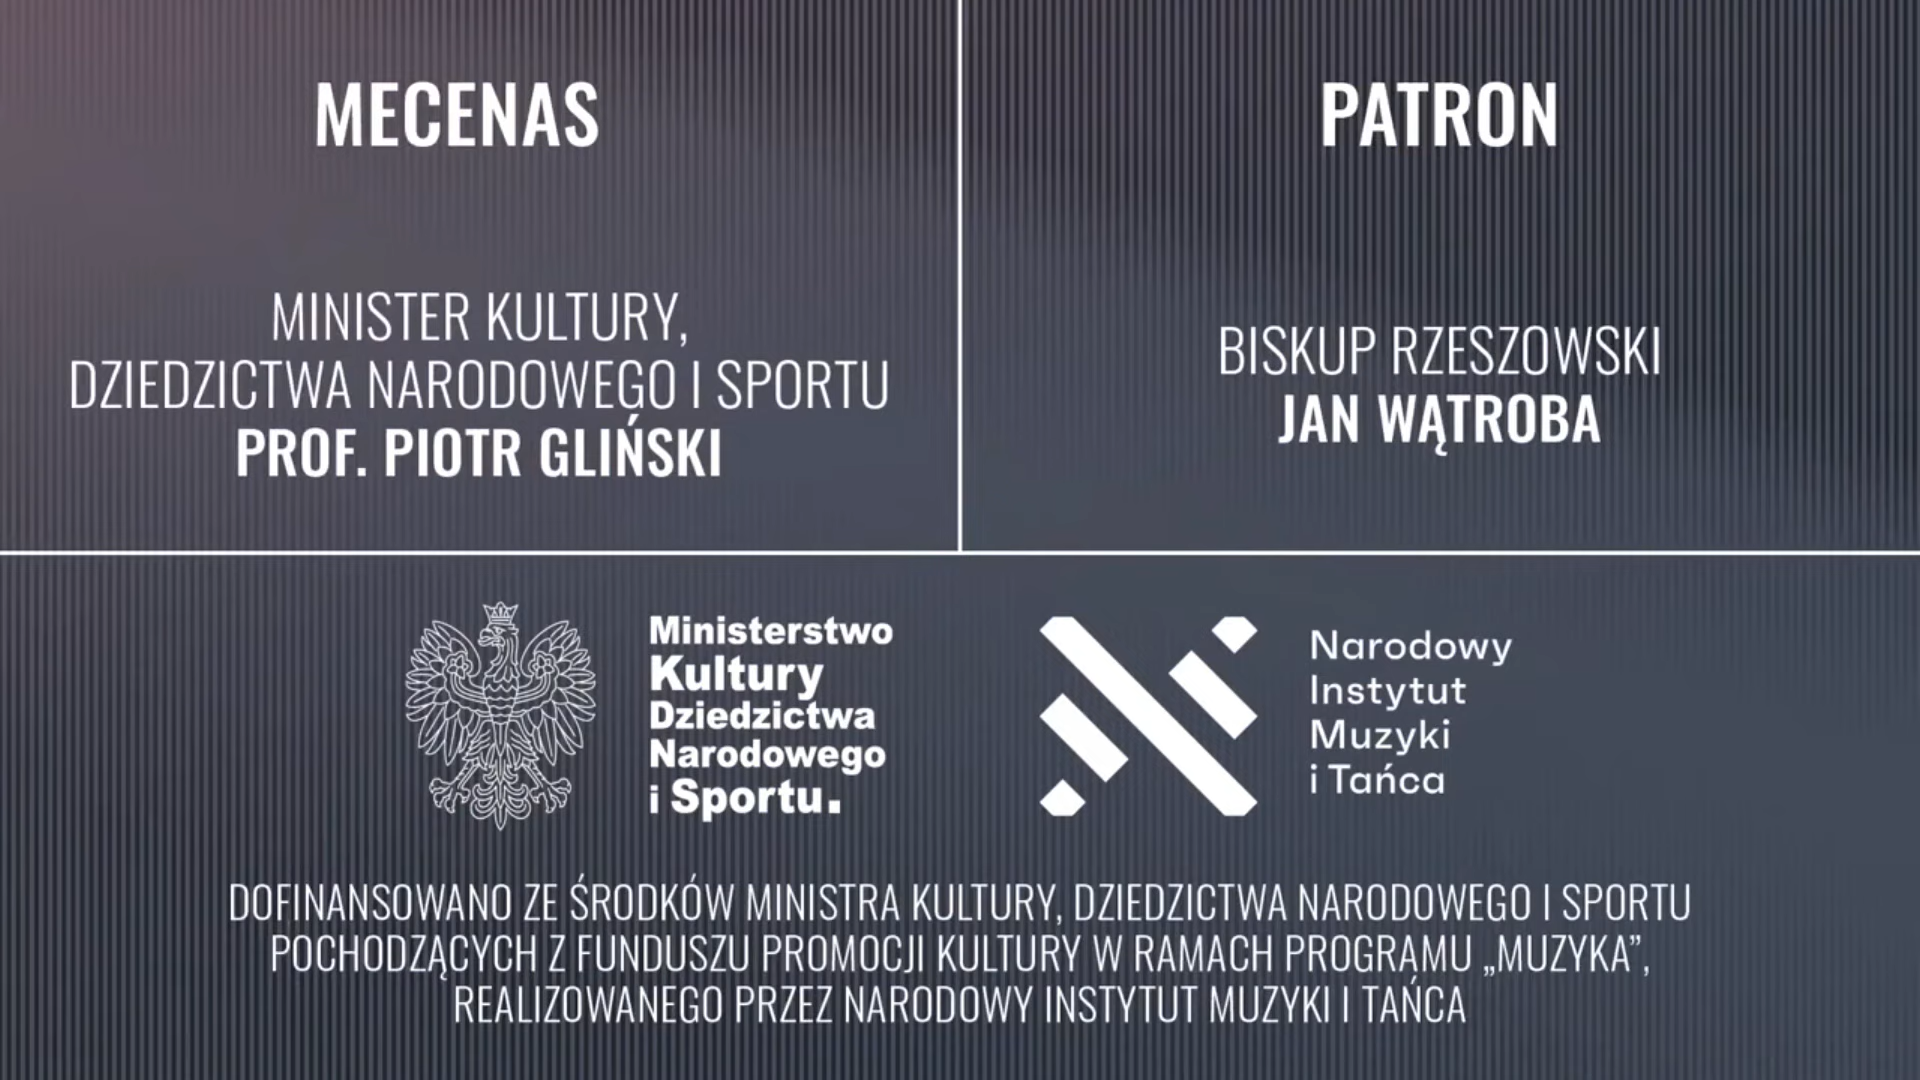 MECENAS
MINISTER KULTURY,
DZIEDZICTWA NARODOWEGO I SPORTU
PROF. PIOTR GLIŃSKI
PATRON
BISKUP RZESZOWSKI
JAN WĄTROBA
Ministerstwo
Kultury
Dziedzictwa
Narodowego
i Sportu.
Narodowy
Instytut
Muzyki
i Tańca
DOFINANSOWANO ZE ŚRODKÓW MINISTRA KULTURY, DZIEDZICTWA NARODOWEGO I SPORTU
POCHODZĄCYCH Z FUNDUSZU PROMOCJI KULTURY W RAMACH PROGRAMU „MUZYKA”,
REALIZOWANEGO PRZEZ NARODOWY INSTYTUT MUZYKI I TAŃCA